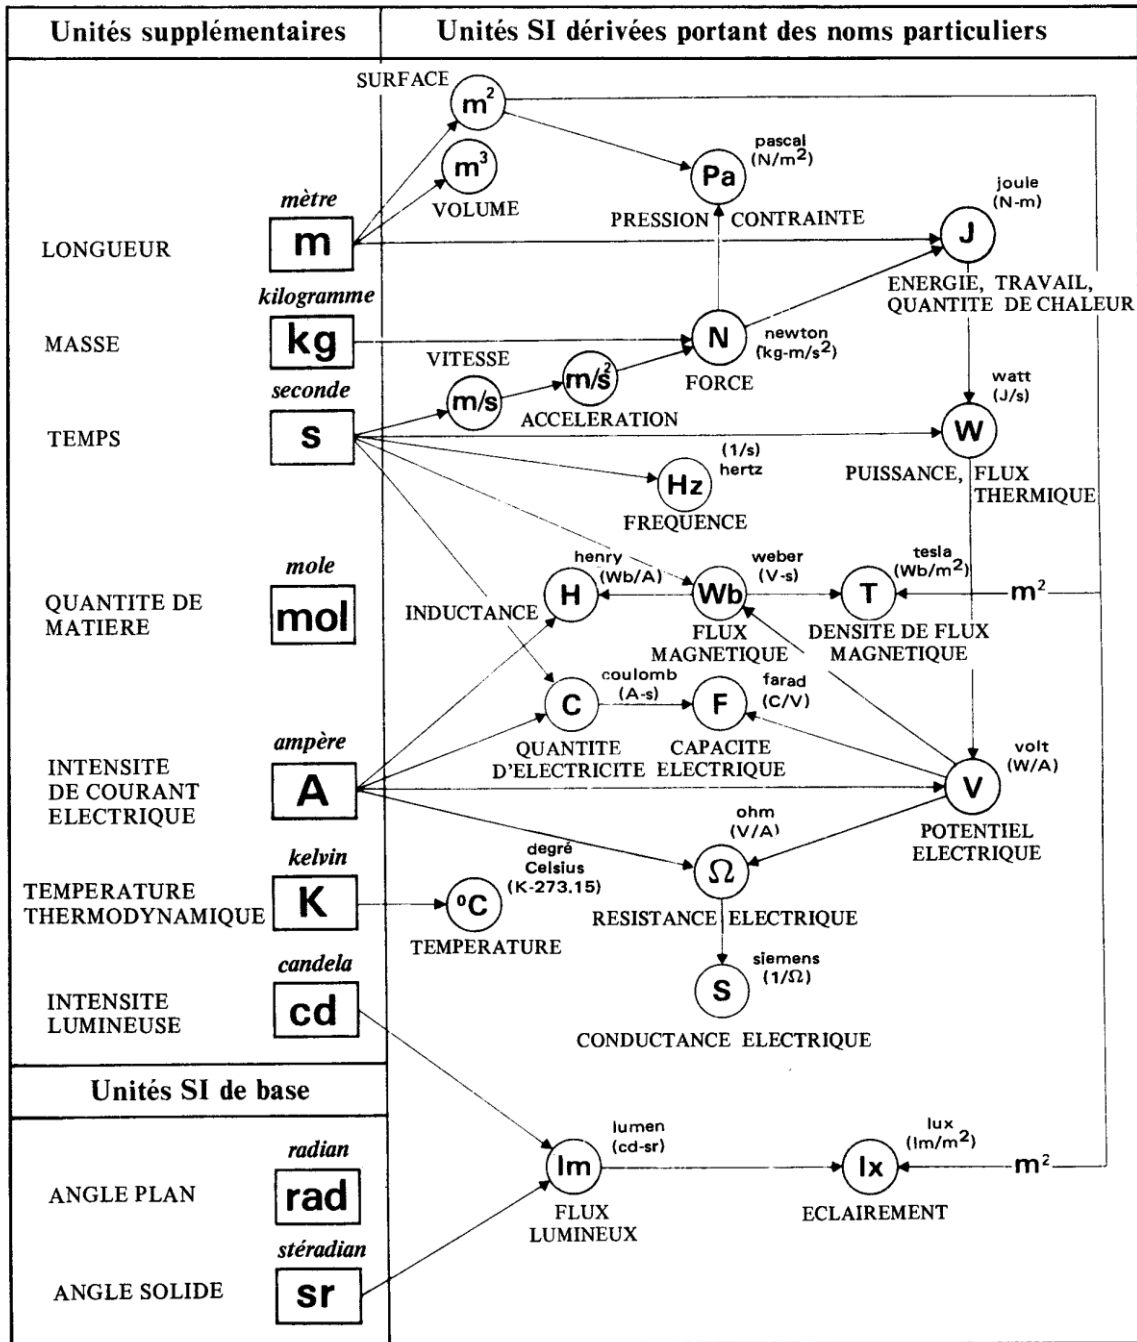 Unités supplémentaires
Unités SI dérivées portant des noms particuliers
SURFACE
m²
m³
VOLUME
pascal
(N/m²)
Pa
PRESSION CONTRAINTE
joule
(N-m)
J
ENERGIE, TRAVAIL,
QUANTITE DE CHALEUR
mètre
LONGUEUR
m
kilogramme
MASSE
kg
N
newton
(kg-m/s²)
FORCE
VITESSE
m/s
m/s²
ACCELERATION
seconde
TEMPS
s
watt
(J/s)
W
PUISSANCE, FLUX
THERMIQUE
(1/s)
hertz
Hz
FREQUENCE
mole
QUANTITE DE
MATIERE
mol
henry
(Wb/A)
INDUCTANCE
H
weber
(V-s)
Wb
FLUX
MAGNETIQUE
tesla
(Wb/m²)
T
m²
DENSITE DE FLUX
MAGNETIQUE
coulomb
(A-s)
C
QUANTITE
D'ELECTRICITE
farad
(C/V)
F
CAPACITE
ELECTRIQUE
ampère
INTENSITE
DE COURANT
ELECTRIQUE
A
volt
(W/A)
V
POTENTIEL
ELECTRIQUE
ohm
(V/A)
Ω
RESISTANCE ELECTRIQUE
kelvin
TEMPERATURE
THERMODYNAMIQUE
K
degré
Celsius
(K-273.15)
ºC
TEMPERATURE
siemens
(1/Ω)
S
CONDUCTANCE ELECTRIQUE
candela
INTENSITE
LUMINEUSE
cd
Unités SI de base
radian
ANGLE PLAN
rad
lumen
(cd-sr)
lm
FLUX
LUMINEUX
lux
(lm/m²)
lx
m²
ECLAIREMENT
stéradian
ANGLE SOLIDE
sr